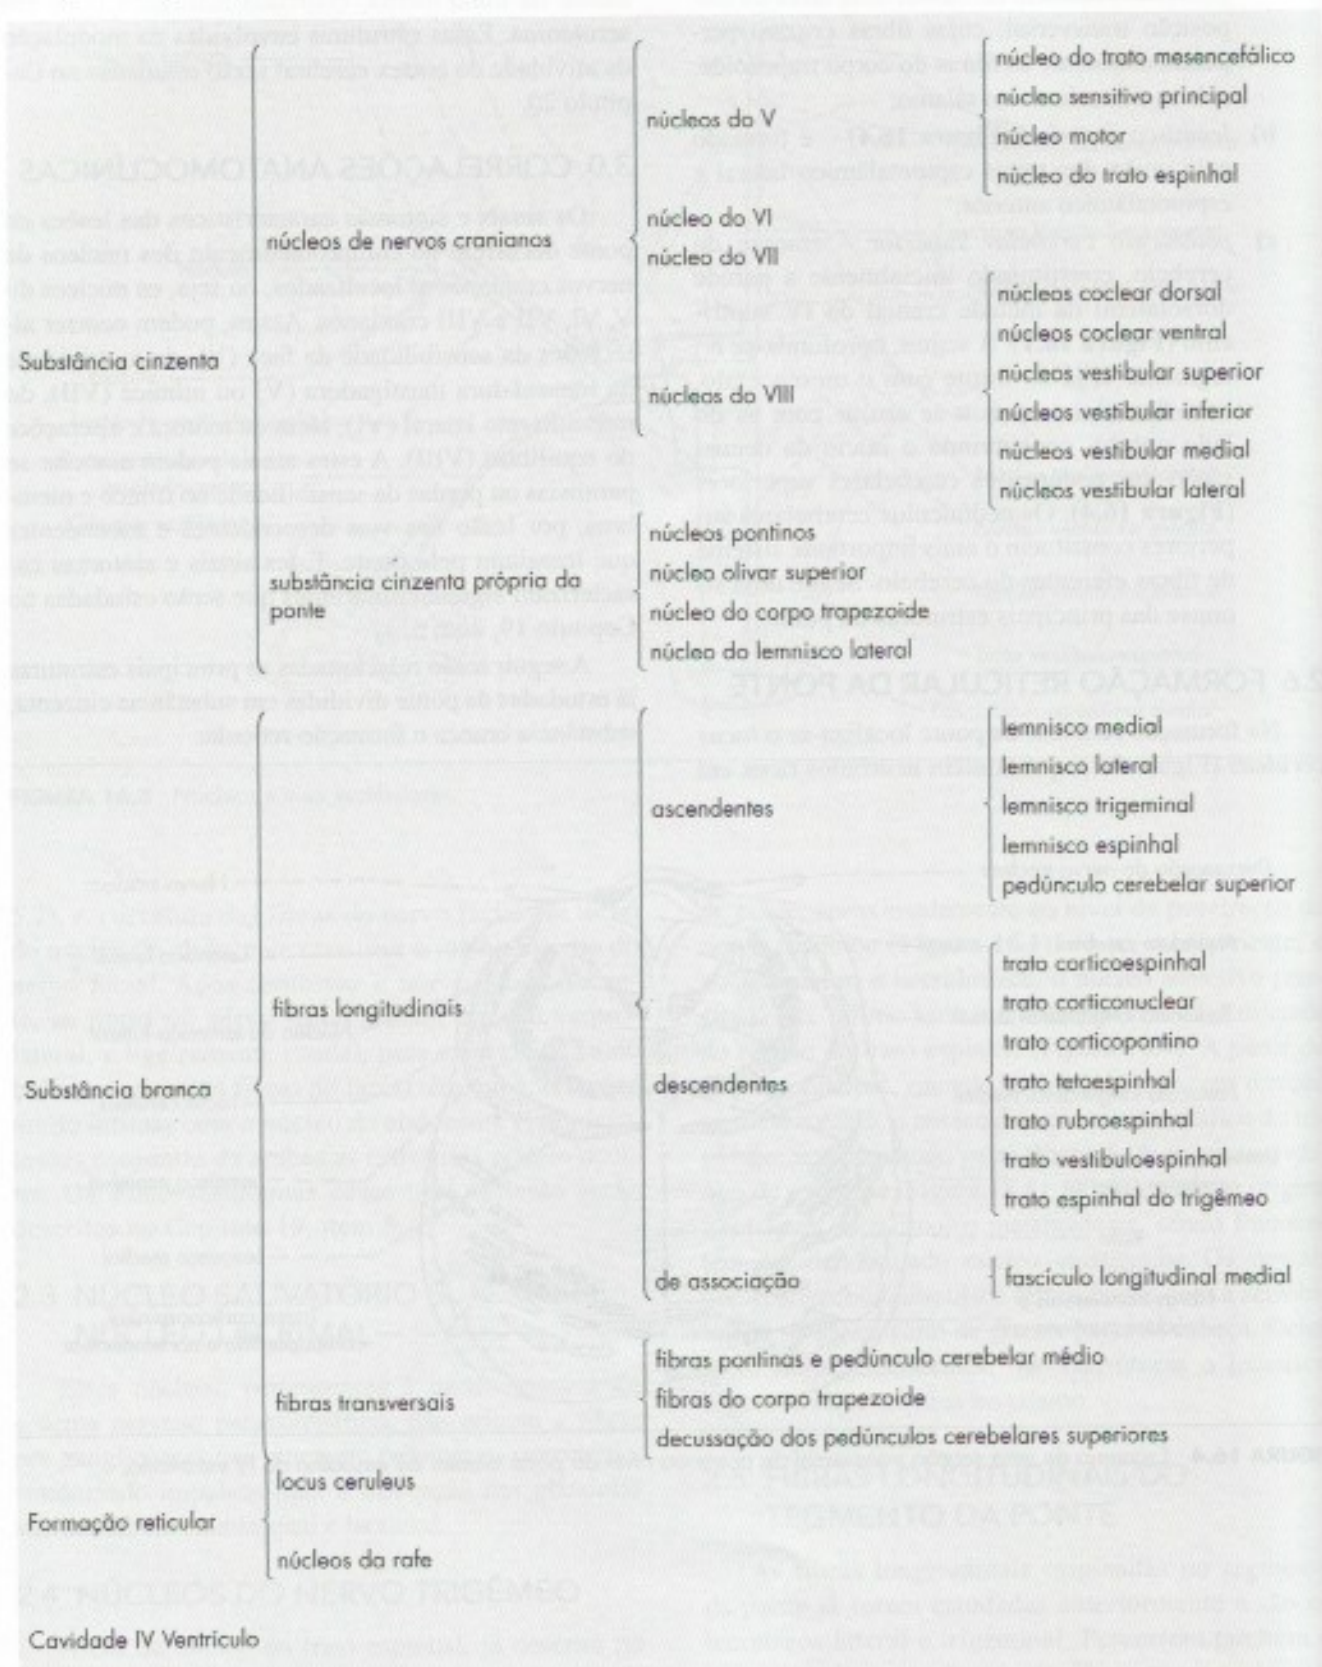 núcleo do trato mesencefálico
núcleo sensitivo principal
núcleos do V
núcleo motor
núcleo do trato espinhal
núcleo do VI
núcleos de nervos cranianos
núcleo do VII
núcleos coclear dorsal
núcleos coclear ventral
Substância cinzenta
núcleos vestibular superior
núcleos do VIII
núcleos vestibular inferior
núcleos vestibular medial
núcleos vestibular lateral
núcleos pontinos
núcleo olivar superior
substância cinzenta própria da
ponte
núcleo do corpo trapezoide
núcleo do lemnisco lateral
lemnisco medial
lemnisco lateral
ascendentes
lemnisco trigeminal
lemnisco espinhal
pedúnculo cerebelar superior
trato corticoespinhal
fibras longitudinais
trato corticonuclear
trato corticopontino
Substância branca
descendentes
trato tetoespinhal
trato rubroespinhal
trato vestibuloespinhal
trato espinhal do trigêmeo
de associação
fascículo longitudinal medial
fibras pontinas e pedúnculo cerebelar médio
fibras transversais
fibras do corpo trapezoide
decussação dos pedúnculos cerebelares superiores
locus ceruleus
Formação reticular
núcleos da rafe
Cavidade IV Ventrículo